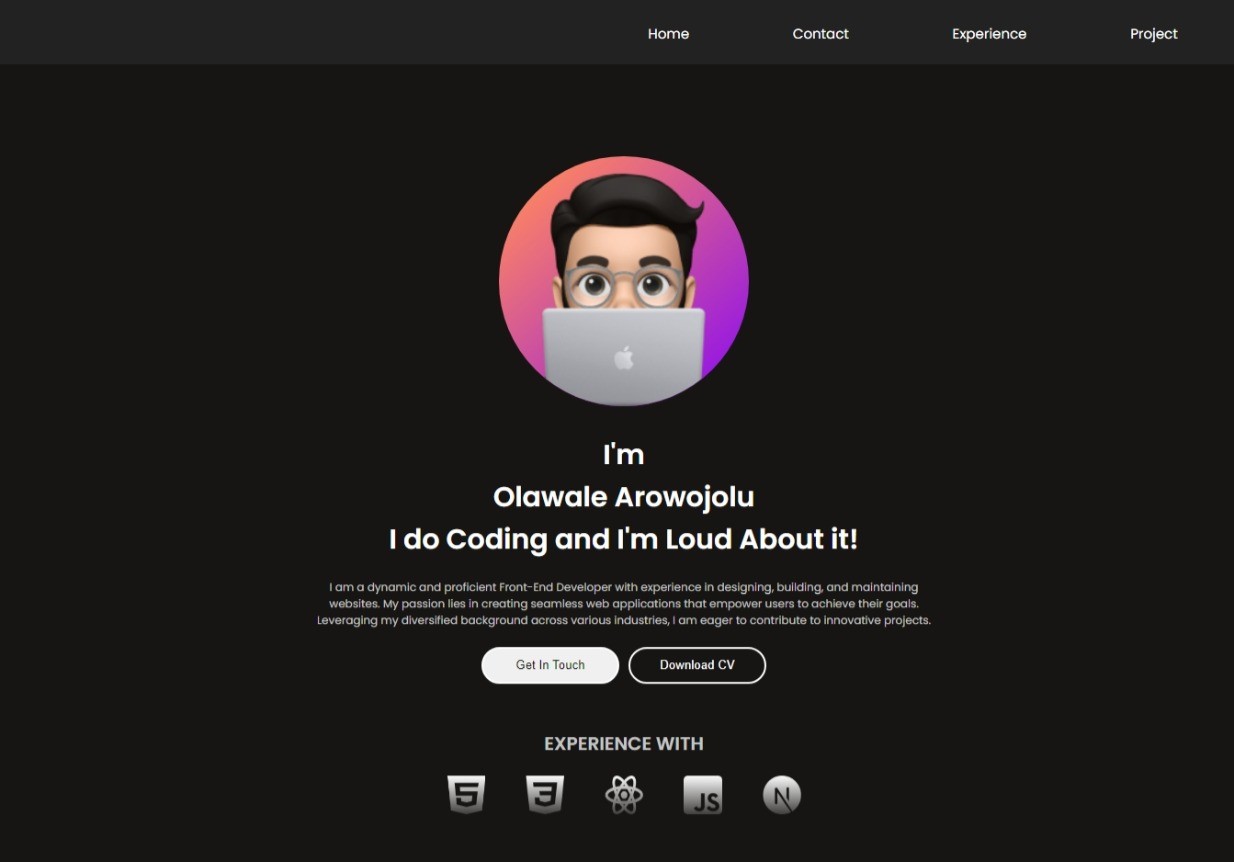 Home Contact Experience Project
I'm
Olawale Arowojolu
I do Coding and I'm Loud About it!
I am a dynamic and proficient Front-End Developer with experience in designing, building, and maintaining
websites. My passion lies in creating seamless web applications that empower users to achieve their goals.
Leveraging my diversified background across various industries, I am eager to contribute to innovative projects.
Get In Touch Download CV
EXPERIENCE WITH
5 3 JS N